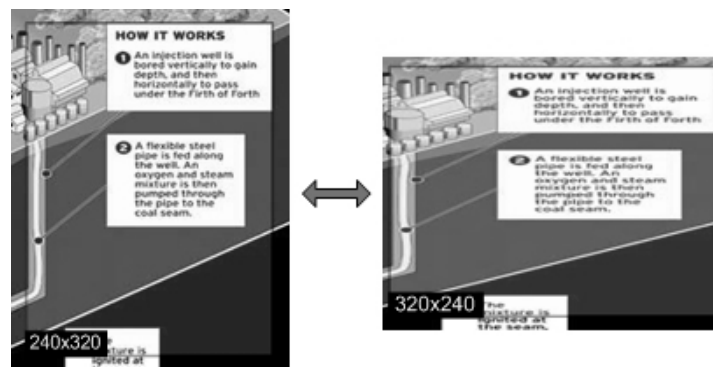 HOW IT WORKS
1 An injection well is
bored vertically to gain
depth, and then
horizontally to pass
under the Firth of Forth
2 A flexible steel
pipe is fed along
the well. An
oxygen and steam
mixture is then
pumped through
the pipe to the
coal seam.
mixture is
ignited at
240x320
HOW IT WORKS
1 An injection well is
bored vertically to gain
depth, and then
horizontally to pass
under the Firth of Forth
2 A flexible steel
pipe is fed along
the well. An
oxygen and steam
mixture is then
pumped through
the pipe to the
coal seam.
The
mixture is
ignited at
the seam.
320x240